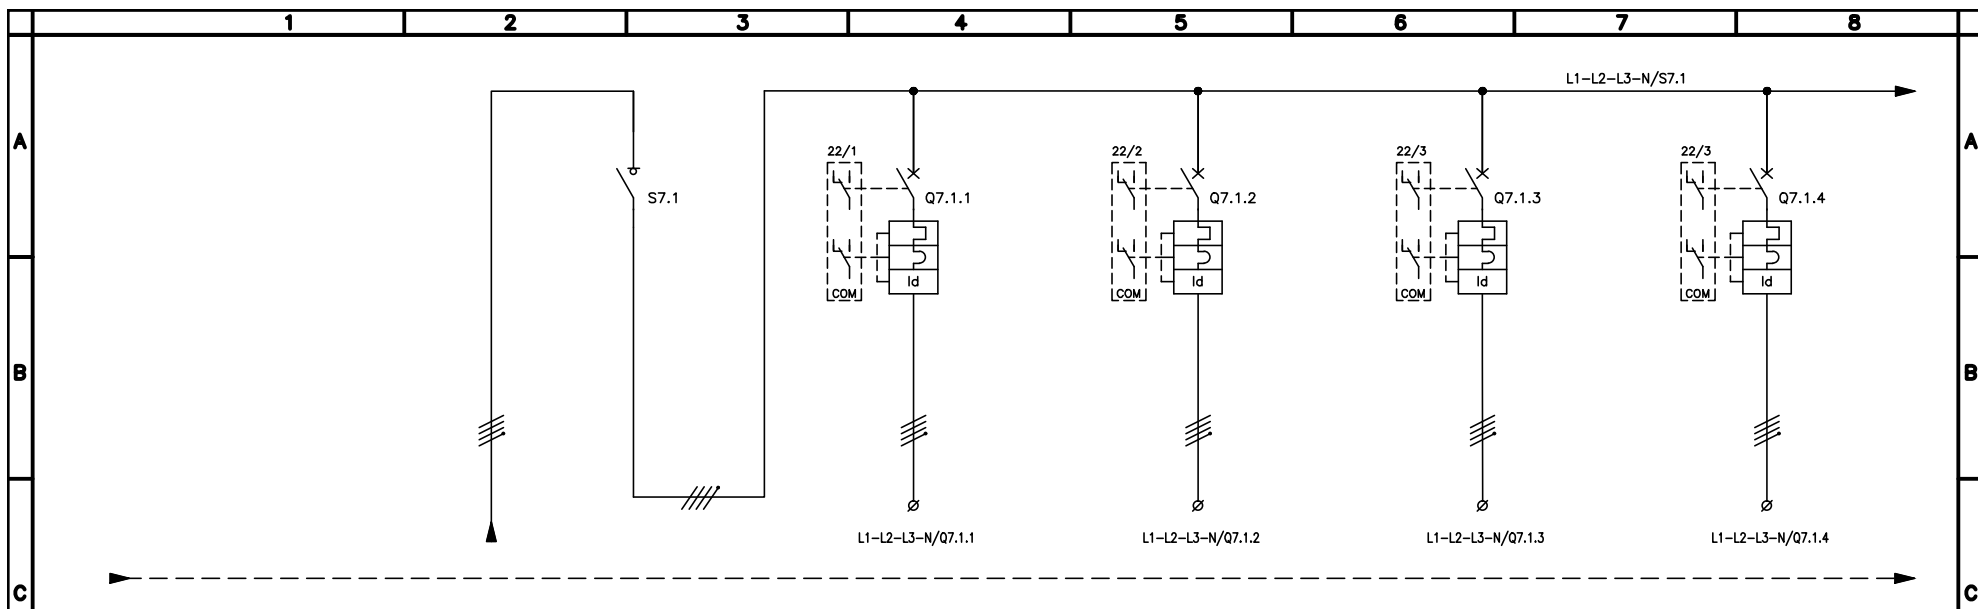 1 2 3 4 5 6 7 8
L1-L2-L3-N/S7.1
A A
22/1 22/2 22/3 22/3
S7.1 Q7.1.1 Q7.1.2 Q7.1.3 Q7.1.4
Id Id Id Id
COM COM COM COM
B B
L1-L2-L3-N/Q7.1.1 L1-L2-L3-N/Q7.1.2 L1-L2-L3-N/Q7.1.3 L1-L2-L3-N/Q7.1.4
C C